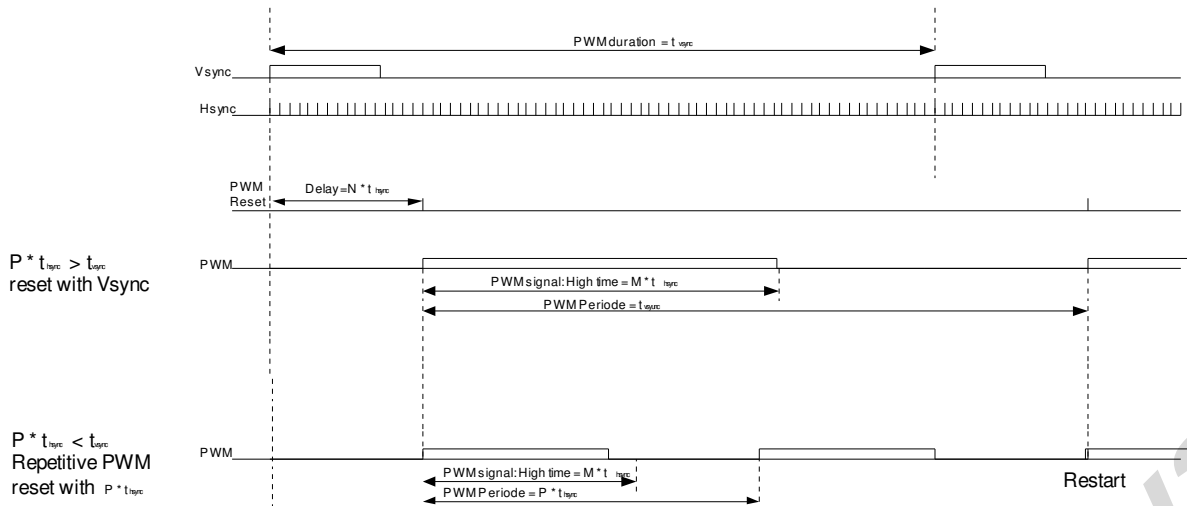 PWM duration = t vsync
Vsync
Hsync
PWM
Reset
Delay=N * t hsync
P * t hsync > t vsync
reset with Vsync
PWM
PWM signal: High time = M * t hsync
PWM Periode = t vsyunc
P * t hsync < t vsync
Repetitive PWM
reset with P * t hsync
PWM
PWM signal: High time = M * t hsync
PWM Periode = P * t hsync
Restart